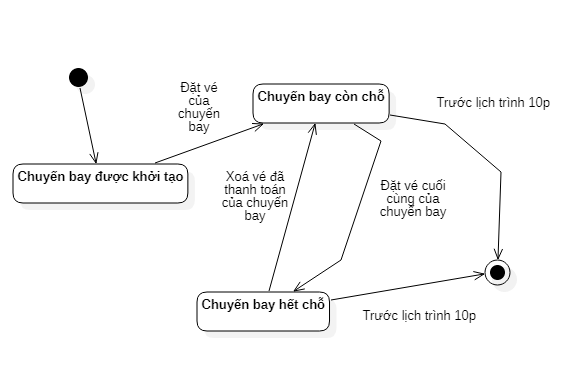 Đặt vé
của
chuyến
bay
Chuyến bay còn chỗ
Trước lịch trình 10p
Chuyến bay được khởi tạo
Xoá vé đã
thanh toán
của chuyến
bay
Đặt vé cuối
cùng của
chuyến bay
Chuyến bay hết chỗ
Trước lịch trình 10p